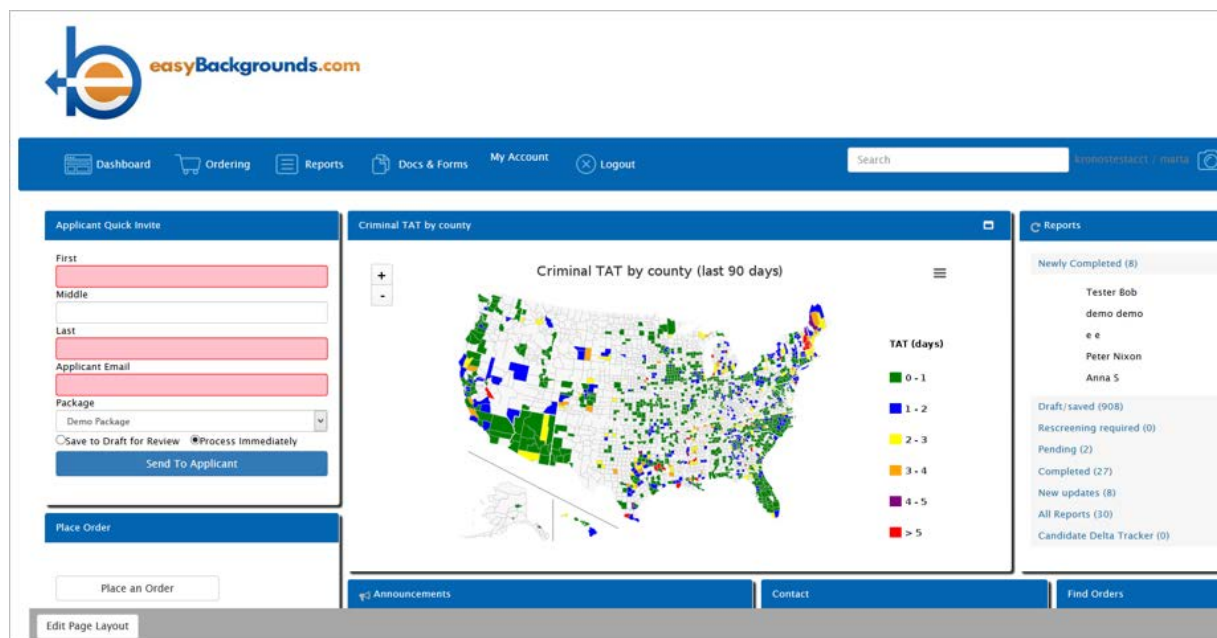 easyBackgrounds.com
Dashboard
Ordering
Reports
Docs & Forms
My Account
Logout
Search
kronostestacct / marta
Applicant Quick Invite
First
Middle
Last
Applicant Email
Package
Demo Package
Save to Draft for Review
Process Immediately
Send To Applicant
Place Order
Place an Order
Criminal TAT by county
+
-
Criminal TAT by county (last 90 days)
TAT (days)
0 - 1
1 - 2
2 - 3
3 - 4
4 - 5
> 5
Reports
Newly Completed (8)
Tester Bob
demo demo
e e
Peter Nixon
Anna S
Draft/saved (908)
Rescreening required (0)
Pending (2)
Completed (27)
New updates (8)
All Reports (30)
Candidate Delta Tracker (0)
Announcements
Contact
Find Orders
Edit Page Layout